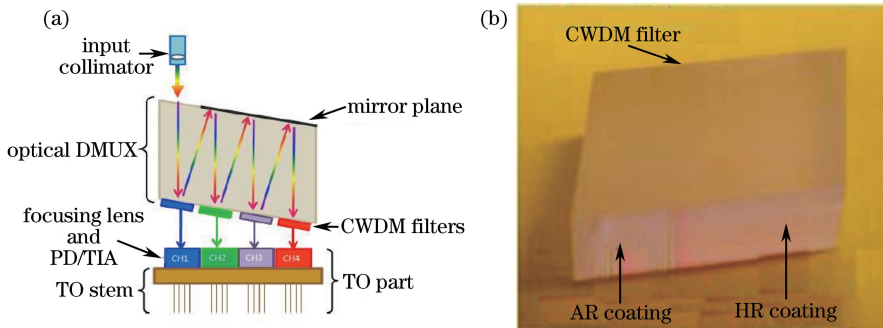 (a)
input
collimator
mirror plane
optical DMUX
focusing lens
and
PD/TIA
CWDM filters
CH1 CH2 CH3 CH4
TO stem
TO part
(b)
CWDM filter
AR coating
HR coating